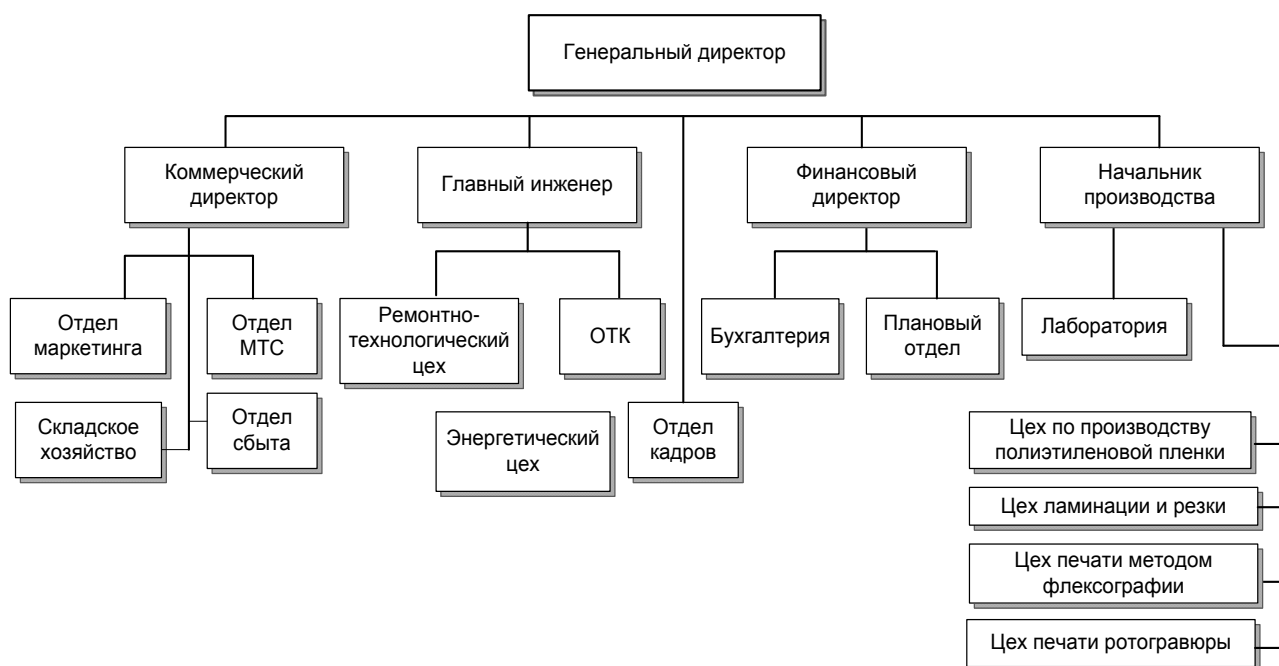 Генеральный директор
Коммерческий
директор
Главный инженер
Финансовый
директор
Начальник
производства
Отдел
маркетинга
Отдел
МТС
Ремонтно-
технологический
цех
ОТК
Бухгалтерия
Плановый
отдел
Лаборатория
Складское
хозяйство
Отдел
сбыта
Энергетический
цех
Отдел
кадров
Цех по производству
полиэтиленовой пленки
Цех ламинации и резки
Цех печати методом
флексографии
Цех печати ротогравюры